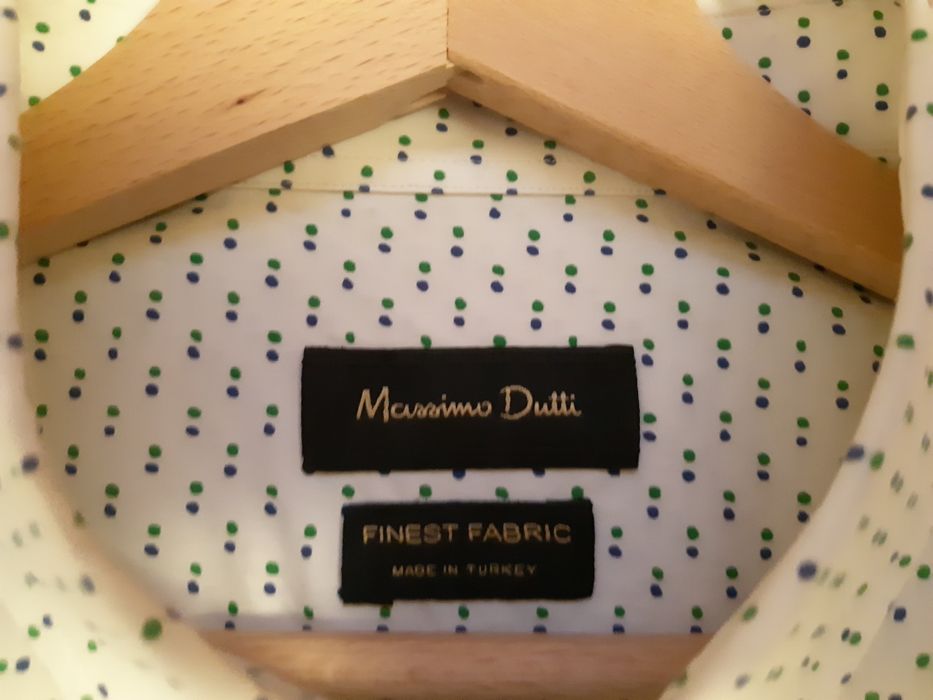 Massimo Dutti
FINEST FABRIC
MADE IN TURKEY